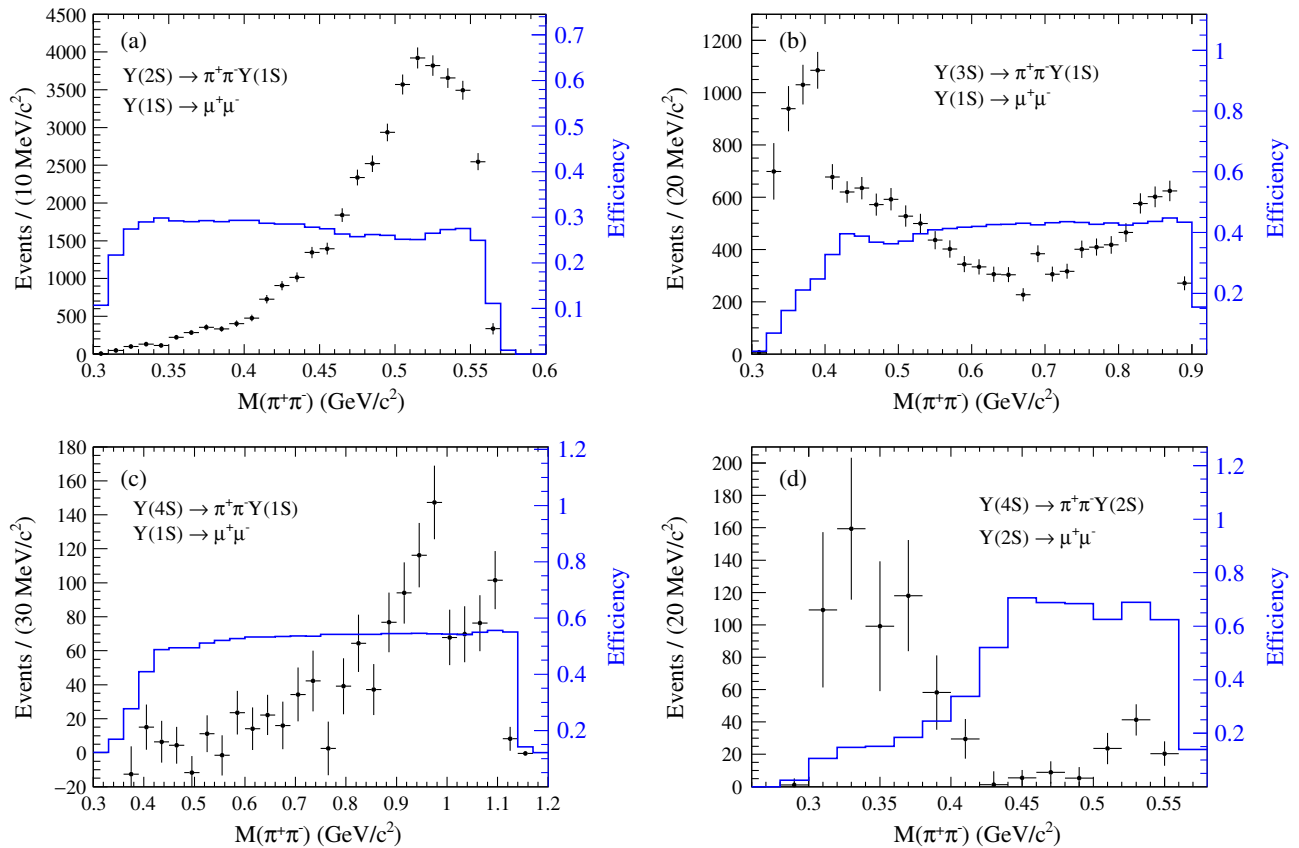 (a)
Υ(2S) → π⁺π⁻Υ(1S)
Υ(1S) → μ⁺μ⁻
Events / (10 MeV/c²)
4500
4000
3500
3000
2500
2000
1500
1000
500
0
0.3 0.35 0.4 0.45 0.5 0.55 0.6
M(π⁺π⁻) (GeV/c²)
0.7
0.6
0.5
0.4
0.3
0.2
0.1
Efficiency
(b)
Υ(3S) → π⁺π⁻Υ(1S)
Υ(1S) → μ⁺μ⁻
Events / (20 MeV/c²)
1200
1000
800
600
400
200
0
0.3 0.4 0.5 0.6 0.7 0.8 0.9
M(π⁺π⁻) (GeV/c²)
1
0.8
0.6
0.4
0.2
Efficiency
(c)
Υ(4S) → π⁺π⁻Υ(1S)
Υ(1S) → μ⁺μ⁻
Events / (30 MeV/c²)
180
160
140
120
100
80
60
40
20
0
−20
0.3 0.4 0.5 0.6 0.7 0.8 0.9 1 1.1 1.2
M(π⁺π⁻) (GeV/c²)
1.2
1
0.8
0.6
0.4
0.2
Efficiency
(d)
Υ(4S) → π⁺π⁻Υ(2S)
Υ(2S) → μ⁺μ⁻
Events / (20 MeV/c²)
200
180
160
140
120
100
80
60
40
20
0
0.3 0.35 0.4 0.45 0.5 0.55
M(π⁺π⁻) (GeV/c²)
1.2
1
0.8
0.6
0.4
0.2
Efficiency